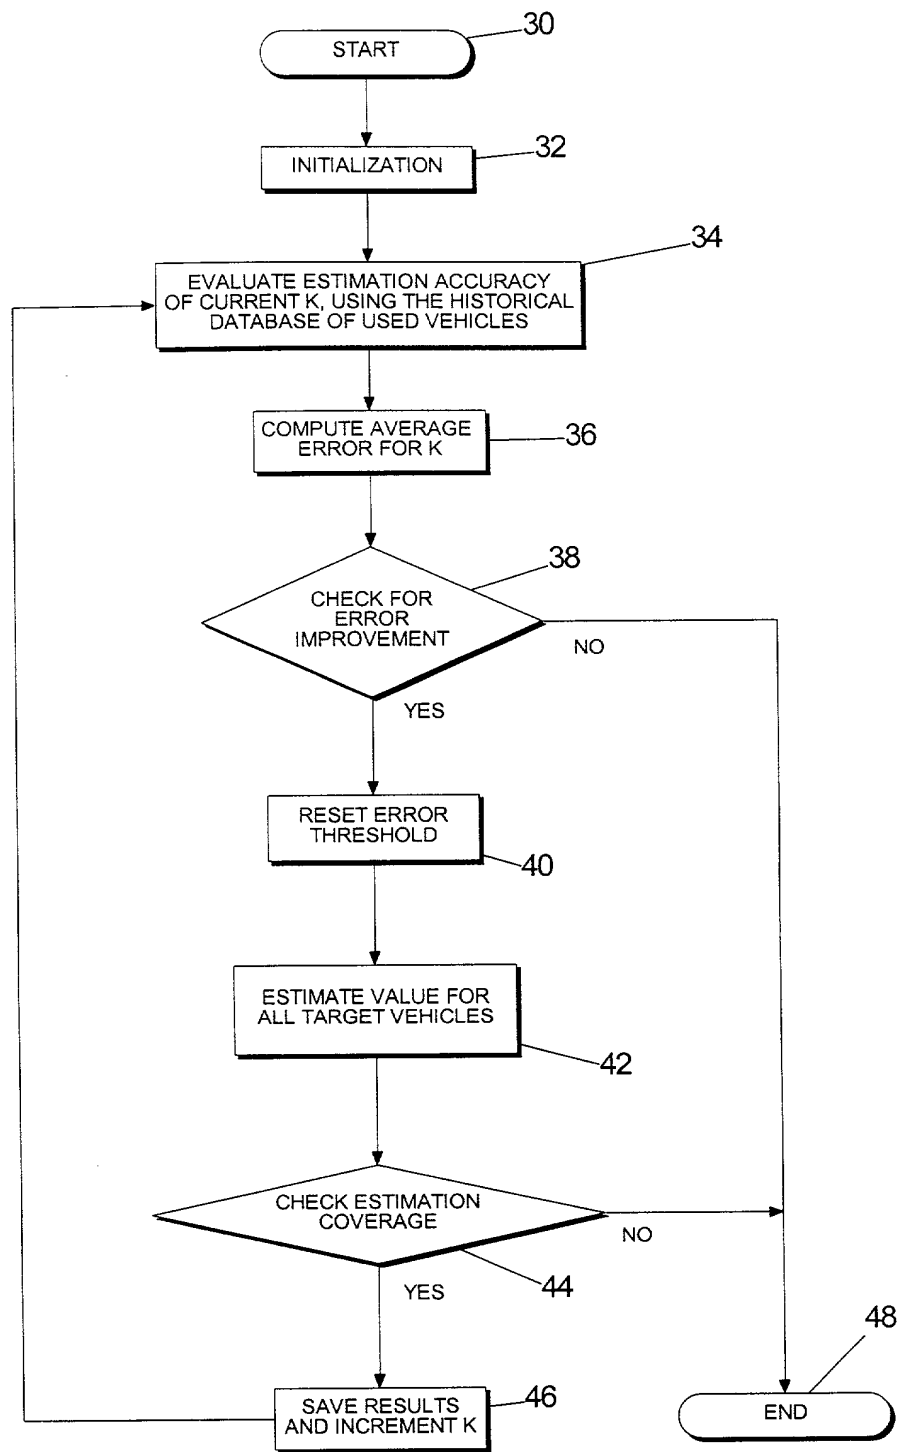 30
START
32
INITIALIZATION
34
EVALUATE ESTIMATION ACCURACY
OF CURRENT K, USING THE HISTORICAL
DATABASE OF USED VEHICLES
COMPUTE AVERAGE
ERROR FOR K
36
38
CHECK FOR
ERROR
IMPROVEMENT
NO
YES
RESET ERROR
THRESHOLD
40
ESTIMATE VALUE FOR
ALL TARGET VEHICLES
42
CHECK ESTIMATION
COVERAGE
NO
44
YES
48
46
SAVE RESULTS
AND INCREMENT K
END